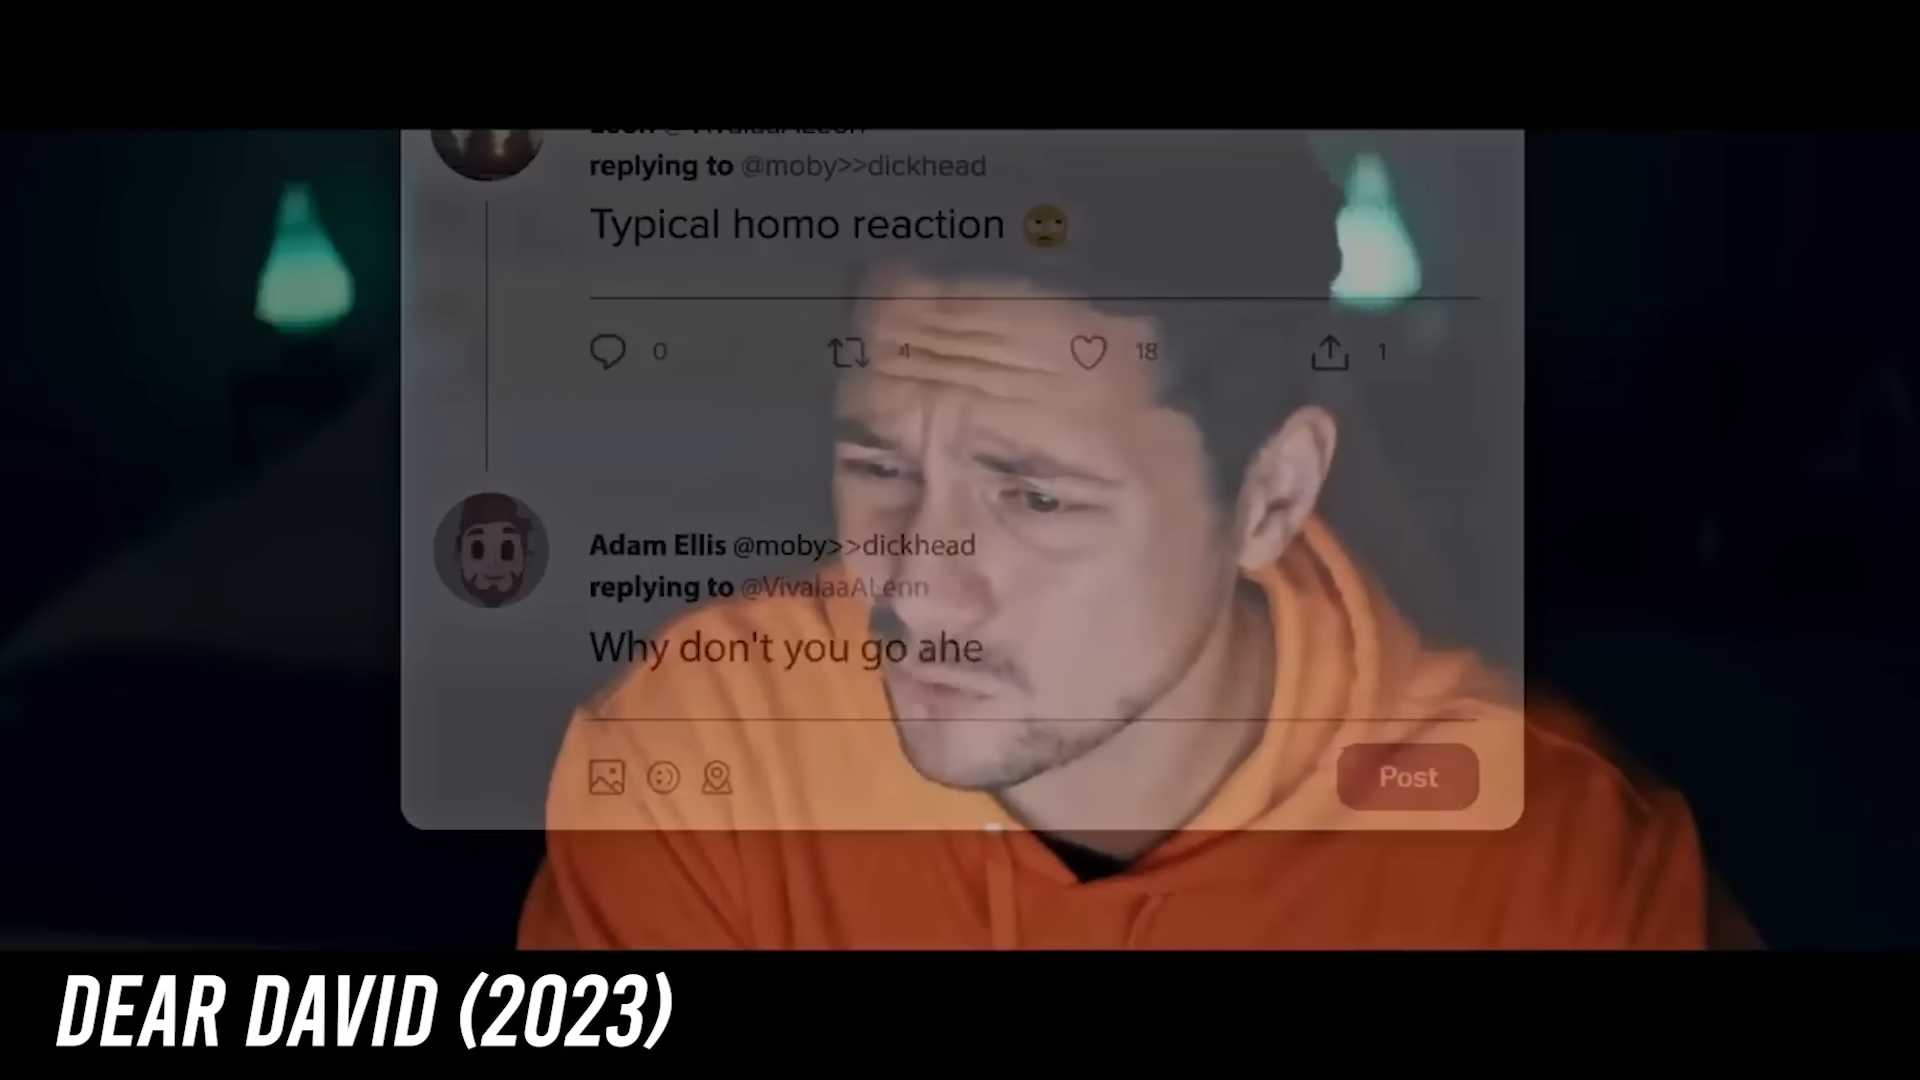 replying to @moby>>dickhead
Typical homo reaction 🙄
0 4 18 1
Adam Ellis @moby>>dickhead
replying to @VivalaaALeon
Why don't you go ahe
Post
DEAR DAVID (2023)